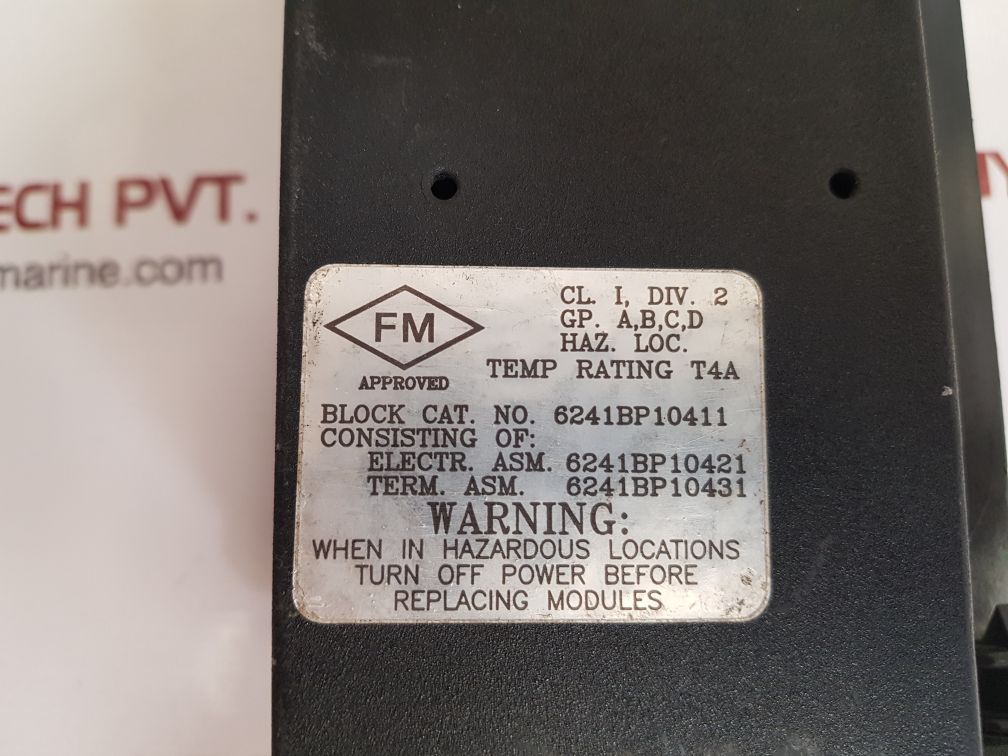 ECH PVT.
marine.com
FM
APPROVED
CL. I, DIV. 2
GP. A,B,C,D
HAZ. LOC.
TEMP RATING T4A
BLOCK CAT. NO. 6241BP10411
CONSISTING OF:
ELECTR. ASM. 6241BP10421
TERM. ASM. 6241BP10431
WARNING:
WHEN IN HAZARDOUS LOCATIONS
TURN OFF POWER BEFORE
REPLACING MODULES